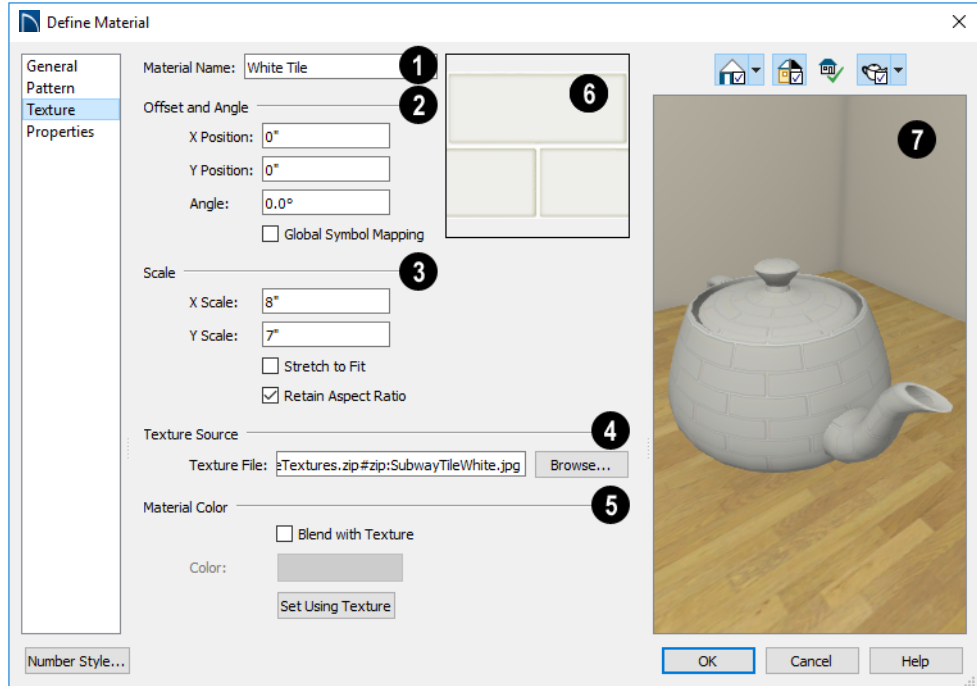 Define Material
General
Pattern
Texture
Properties
Material Name: White Tile 1
Offset and Angle 2
X Position: 0"
Y Position: 0"
Angle: 0.0°
Global Symbol Mapping
Scale 3
X Scale: 8"
Y Scale: 7"
Stretch to Fit
Retain Aspect Ratio
Texture Source 4
Texture File: eTextures.zip#zip:SubwayTileWhite.jpg Browse...
Material Color 5
Blend with Texture
Color:
Set Using Texture
6
7
Number Style...
OK Cancel Help